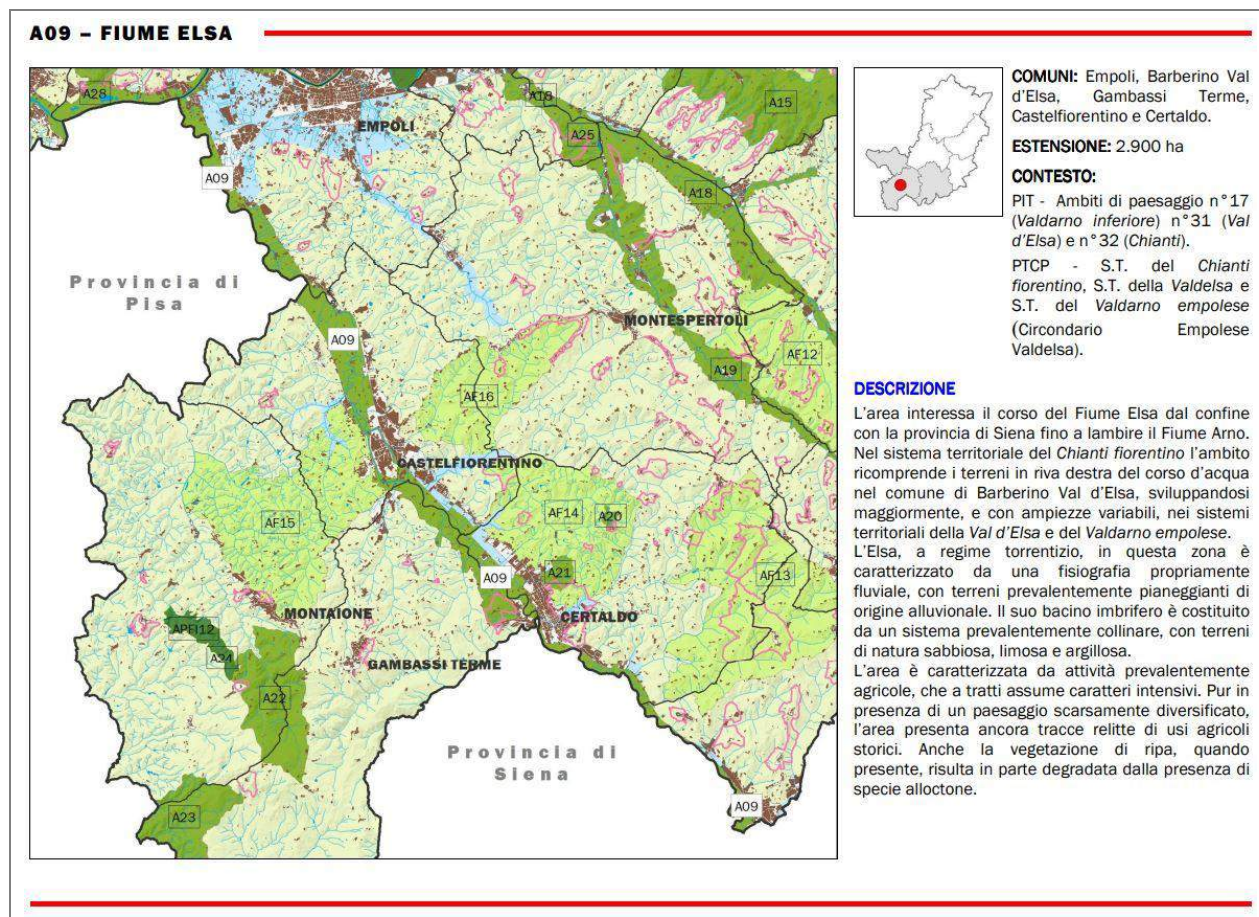 A09 – FIUME ELSA
A28
EMPOLI
A09
A18
A25
A15
A18
Provincia di
Pisa
A09
MONTESPERTOLI
AF12
A19
AF16
CASTELFIORENTINO
AF15
AF14
A20
A21
A09
AF13
CERTALDO
MONTAIONE
APFI12
A24
GAMBASSI TERME
A22
Provincia di
Siena
A23
A09
COMUNI: Empoli, Barberino Val
d'Elsa, Gambassi Terme,
Castelfiorentino e Certaldo.
ESTENSIONE: 2.900 ha
CONTESTO:
PIT - Ambiti di paesaggio n°17
(Valdarno inferiore) n°31 (Val
d'Elsa) e n°32 (Chianti).
PTCP - S.T. del Chianti
fiorentino, S.T. della Valdelsa e
S.T. del Valdarno empolese
(Circondario Empolese
Valdelsa).
DESCRIZIONE
L'area interessa il corso del Fiume Elsa dal confine
con la provincia di Siena fino a lambire il Fiume Arno.
Nel sistema territoriale del Chianti fiorentino l'ambito
ricomprende i terreni in riva destra del corso d'acqua
nel comune di Barberino Val d'Elsa, sviluppandosi
maggiormente, e con ampiezze variabili, nei sistemi
territoriali della Val d'Elsa e del Valdarno empolese.
L'Elsa, a regime torrentizio, in questa zona è
caratterizzato da una fisiografia propriamente
fluviale, con terreni prevalentemente pianeggianti di
origine alluvionale. Il suo bacino imbrifero è costituito
da un sistema prevalentemente collinare, con terreni
di natura sabbiosa, limosa e argillosa.
L'area è caratterizzata da attività prevalentemente
agricole, che a tratti assume caratteri intensivi. Pur in
presenza di un paesaggio scarsamente diversificato,
l'area presenta ancora tracce relitte di usi agricoli
storici. Anche la vegetazione di ripa, quando
presente, risulta in parte degradata dalla presenza di
specie alloctone.